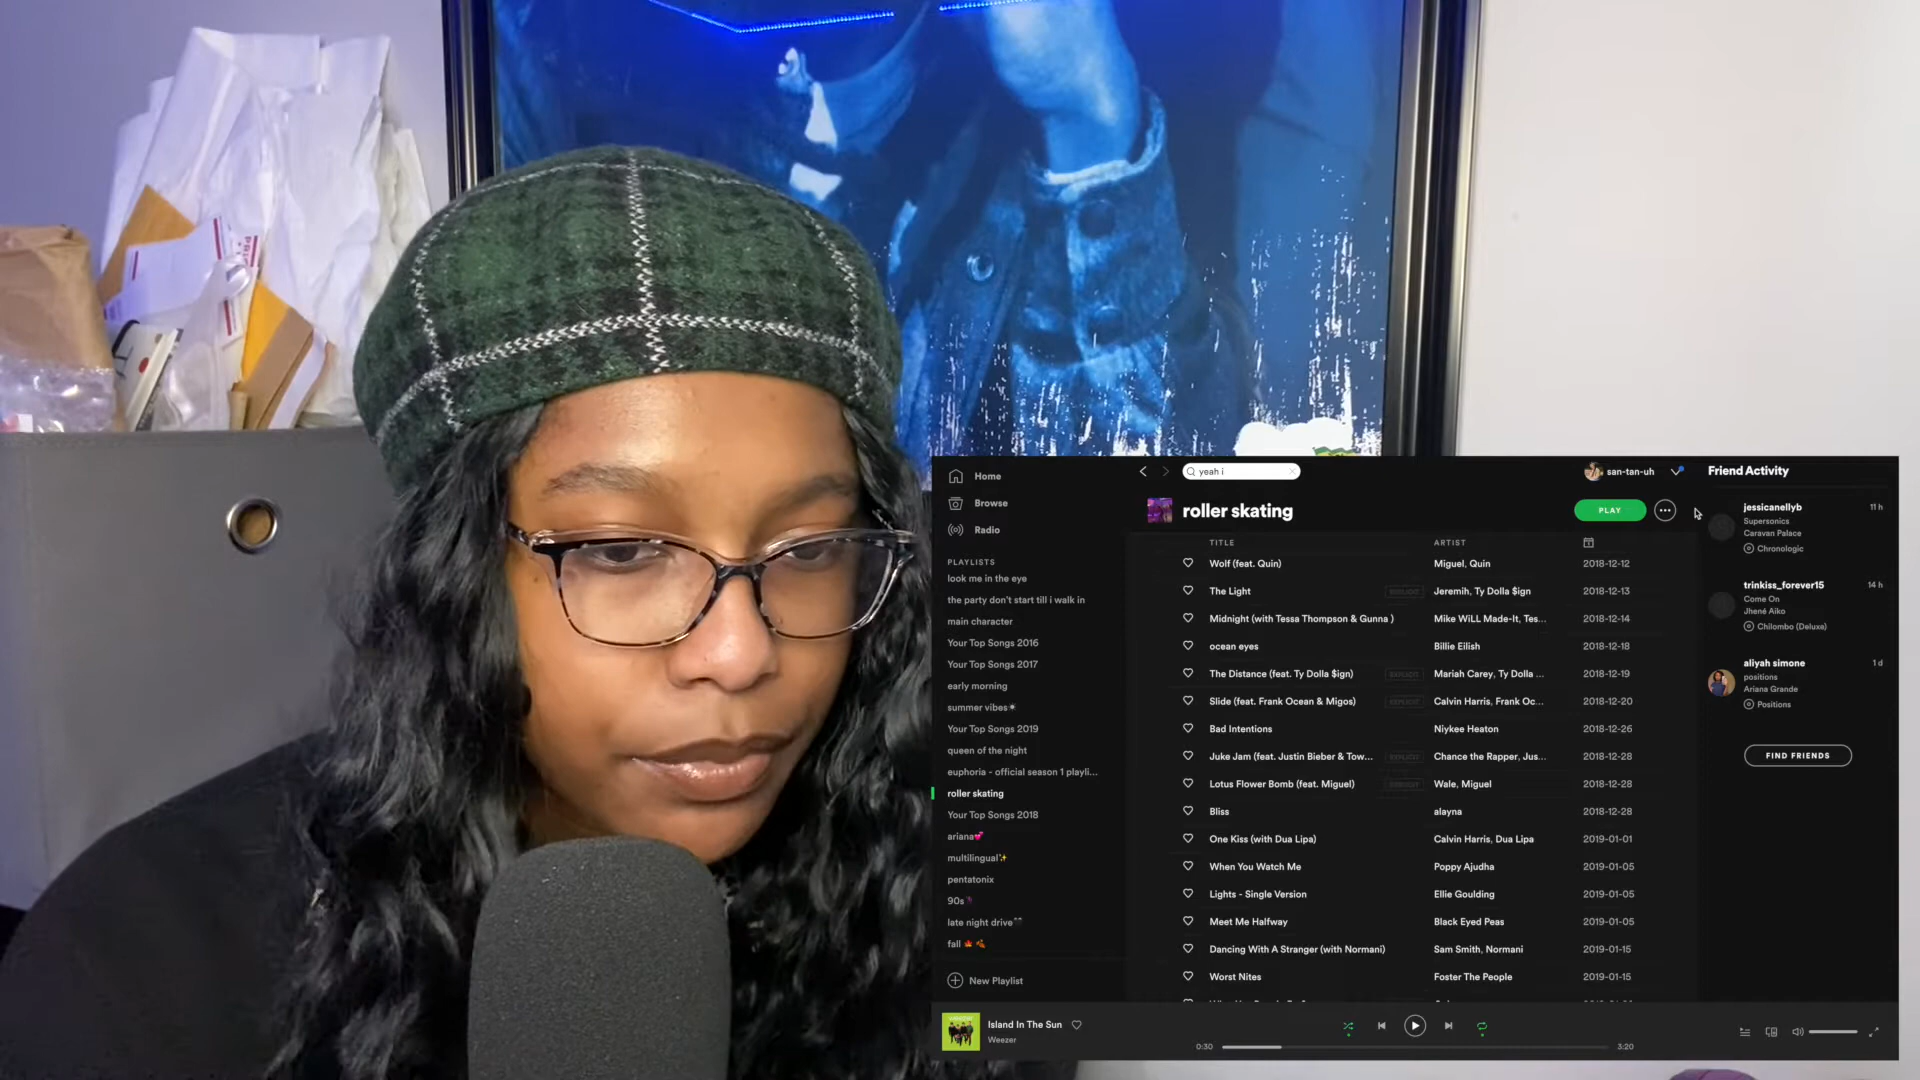 Home
Browse
Radio
PLAYLISTS
look me in the eye
the party don't start till i walk in
main character
Your Top Songs 2016
Your Top Songs 2017
early morning
summer vibes☀
Your Top Songs 2019
queen of the night
euphoria - official season 1 playli...
roller skating
Your Top Songs 2018
ariana💕
multilingual✨
pentatonix
90s
late night drive
fall 🔥 🍂
New Playlist
yeah i
san-tan-uh
roller skating
PLAY
TITLE ARTIST
Wolf (feat. Quin) Miguel, Quin 2018-12-12
The Light EXPLICIT Jeremih, Ty Dolla $ign 2018-12-13
Midnight (with Tessa Thompson & Gunna ) Mike WiLL Made-It, Tes... 2018-12-14
ocean eyes Billie Eilish 2018-12-18
The Distance (feat. Ty Dolla $ign) EXPLICIT Mariah Carey, Ty Dolla ... 2018-12-19
Slide (feat. Frank Ocean & Migos) EXPLICIT Calvin Harris, Frank Oc... 2018-12-20
Bad Intentions Niykee Heaton 2018-12-26
Juke Jam (feat. Justin Bieber & Tow... EXPLICIT Chance the Rapper, Jus... 2018-12-28
Lotus Flower Bomb (feat. Miguel) EXPLICIT Wale, Miguel 2018-12-28
Bliss alayna 2018-12-28
One Kiss (with Dua Lipa) Calvin Harris, Dua Lipa 2019-01-01
When You Watch Me Poppy Ajudha 2019-01-05
Lights - Single Version Ellie Goulding 2019-01-05
Meet Me Halfway Black Eyed Peas 2019-01-05
Dancing With A Stranger (with Normani) Sam Smith, Normani 2019-01-15
Worst Nites Foster The People 2019-01-15
Friend Activity
jessicanellyb 11 h
Supersonics
Caravan Palace
Chronologic
trinkiss_forever15 14 h
Come On
Jhené Aiko
Chilombo (Deluxe)
aliyah simone 1 d
positions
Ariana Grande
Positions
FIND FRIENDS
Island In The Sun
Weezer
0:30
3:20